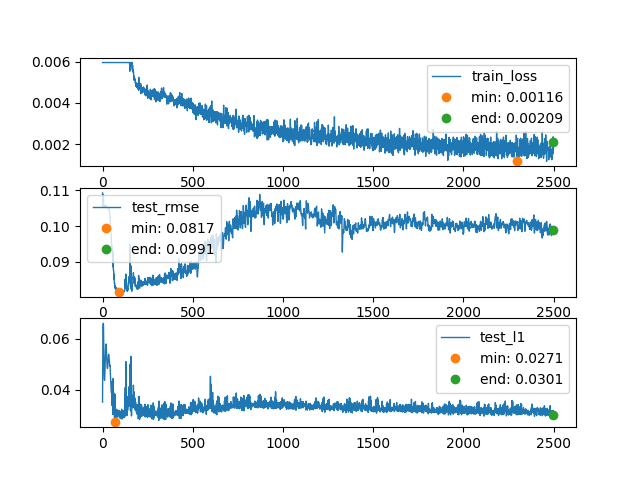 0.006
0.004
0.002
train_loss
min: 0.00116
end: 0.00209
0 500 1000 1500 2000 2500
0.11
0.10
0.09
test_rmse
min: 0.0817
end: 0.0991
0 500 1000 1500 2000 2500
0.06
0.04
test_l1
min: 0.0271
end: 0.0301
0 500 1000 1500 2000 2500